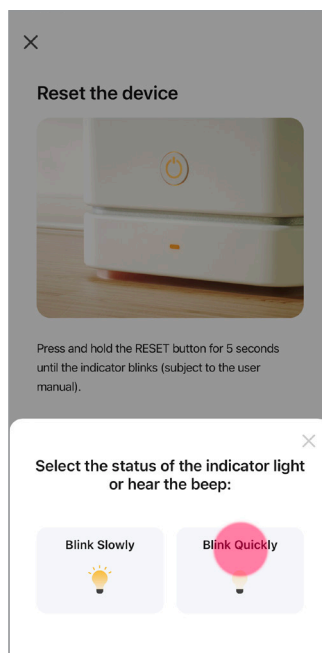 Reset the device
Press and hold the RESET button for 5 seconds
until the indicator blinks (subject to the user
manual).
Select the status of the indicator light
or hear the beep:
Blink Slowly
Blink Quickly